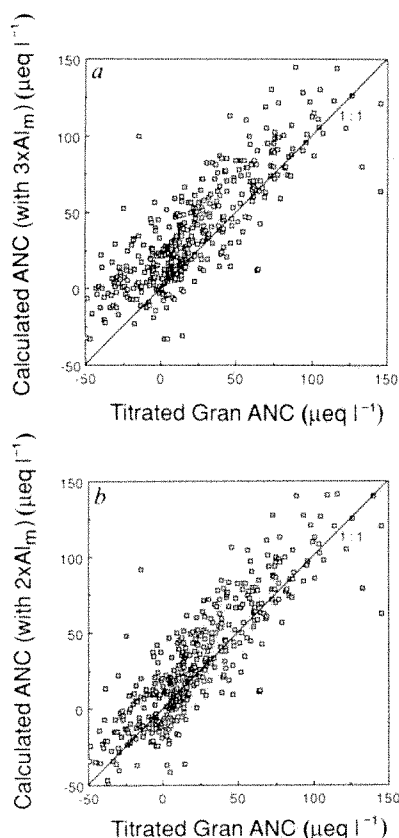 a
Calculated ANC (with 3xAlm) (μeq l⁻¹)
150
100
50
0
-50
1:1
-50 0 50 100 150
Titrated Gran ANC (μeq l⁻¹)
b
Calculated ANC (with 2xAlm) (μeq l⁻¹)
150
100
50
0
-50
1:1
-50 0 50 100 150
Titrated Gran ANC (μeq l⁻¹)